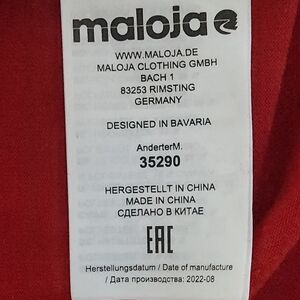 maloja
WWW.MALOJA.DE
MALOJA CLOTHING GMBH
BACH 1
83253 RIMSTING
GERMANY
DESIGNED IN BAVARIA
AnderterM.
35290
HERGESTELLT IN CHINA
MADE IN CHINA
СДЕЛАНО В КИТАЕ
EAC
Herstellungsdatum / Date of manufacture
/ Дата производства: 2022-08